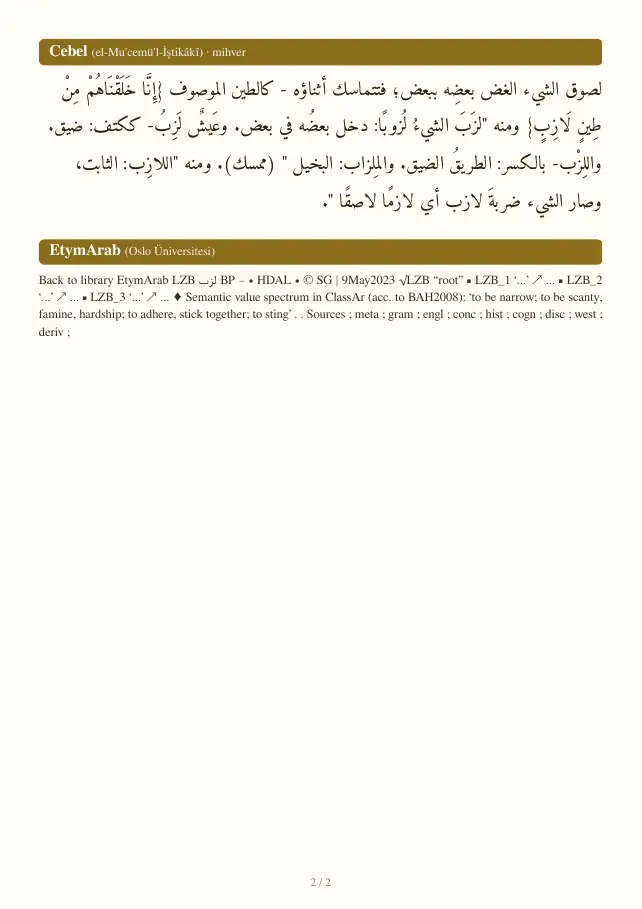 Cebel (el-Mu'cemü'l-İştikâkî) · mihver
لصوق الشيء الغض بعضِه ببعض؛ فتتماسك أثناؤه - كالطين الموصوف {إِنَّا خَلَقْنَاهُمْ مِنْ
طِينٍ لَازِبٍ} ومنه "لزَبَ الشيءُ لُزوبًا: دخل بعضُه في بعض. وعَيشٌ لَزِبُ- ككتف: ضيق.
واللِزْب- بالكسر: الطريقُ الضيق. والمِلزاب: البخيل " (ممسك). ومنه "اللازِب: الثابت،
وصار الشيء ضربةَ لازب أي لازمًا لاصقًا ".
EtymArab (Oslo Üniversitesi)
Back to library EtymArab LZB لزب BP – • HDAL • © SG | 9May2023 √LZB “root” ▪ LZB_1 ‘...’ ↗ ... ▪ LZB_2
‘...’ ↗ ... ▪ LZB_3 ‘...’ ↗ ... ♦ Semantic value spectrum in ClassAr (acc. to BAH2008): ‘to be narrow; to be scanty,
famine, hardship; to adhere, stick together; to sting’ . . Sources ; meta ; gram ; engl ; conc ; hist ; cogn ; disc ; west ;
deriv ;
2 / 2